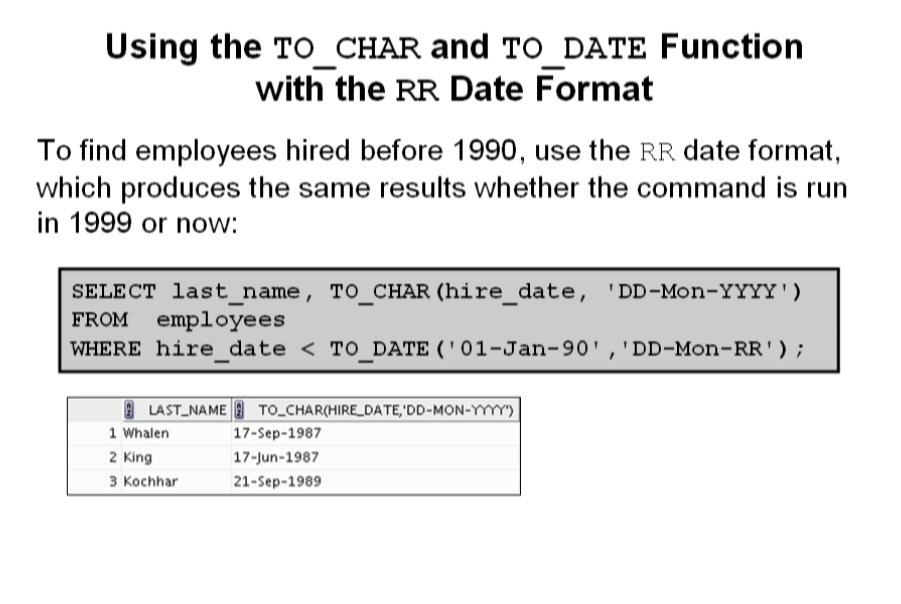 Using the TO_CHAR and TO_DATE Function
with the RR Date Format
To find employees hired before 1990, use the RR date format,
which produces the same results whether the command is run
in 1999 or now:
SELECT last_name, TO_CHAR(hire_date, 'DD-Mon-YYYY')
FROM employees
WHERE hire_date < TO_DATE('01-Jan-90','DD-Mon-RR');
LAST_NAME TO_CHAR(HIRE_DATE,'DD-MON-YYYY')
1 Whalen 17-Sep-1987
2 King 17-Jun-1987
3 Kochhar 21-Sep-1989